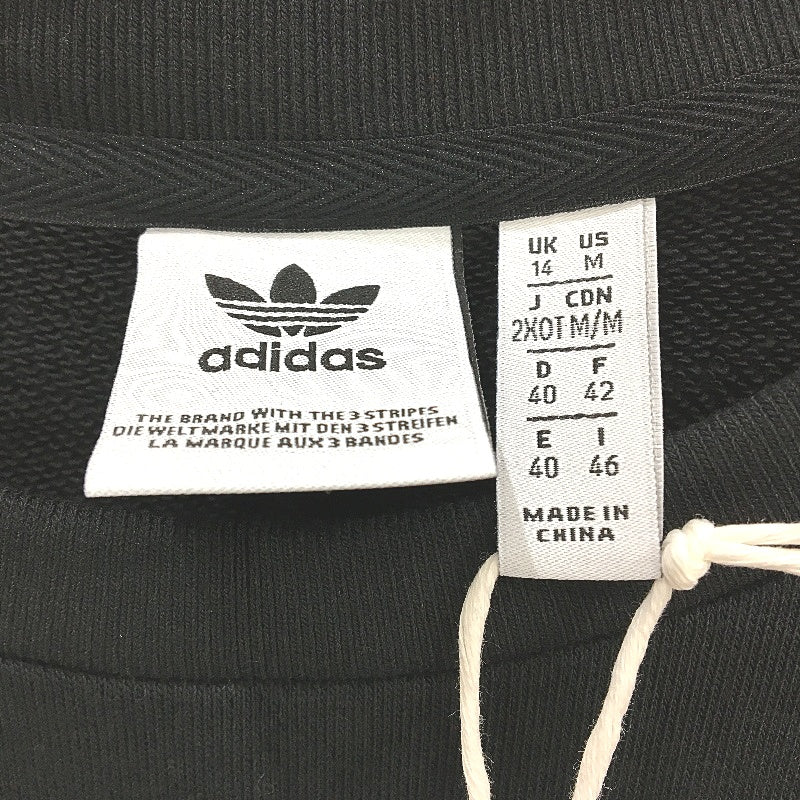 adidas
THE BRAND WITH THE 3 STRIPES
DIE WELTMARKE MIT DEN 3 STREIFEN
LA MARQUE AUX 3 BANDES
UK US
14 M
J CDN
2XOT M/M
D F
40 42
E I
40 46
MADE IN
CHINA